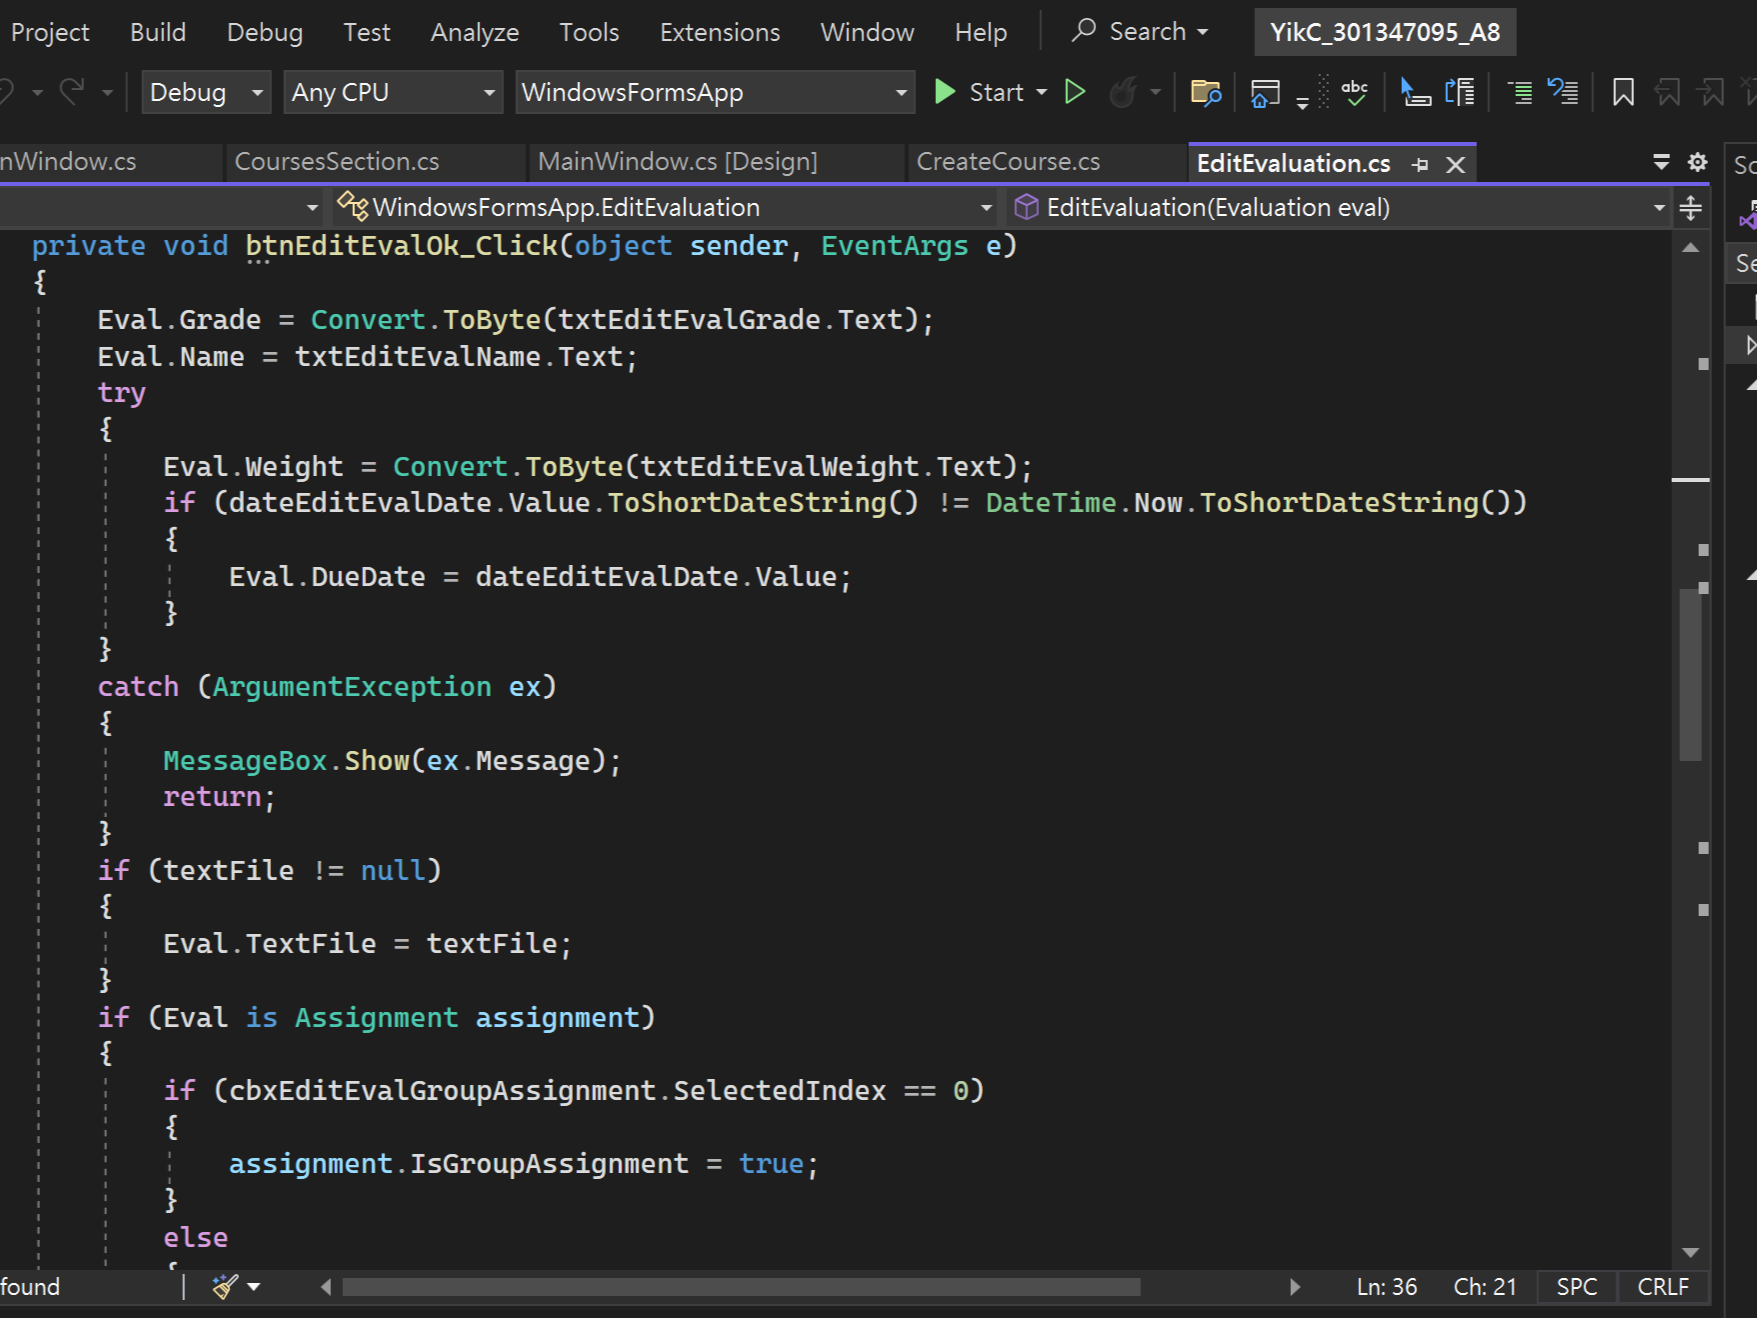 Project Build Debug Test Analyze Tools Extensions Window Help Search YikC_301347095_A8
Debug Any CPU WindowsFormsApp Start abc
nWindow.cs CoursesSection.cs MainWindow.cs [Design] CreateCourse.cs EditEvaluation.cs
WindowsFormsApp.EditEvaluation EditEvaluation(Evaluation eval)
private void btnEditEvalOk_Click(object sender, EventArgs e)
{
Eval.Grade = Convert.ToByte(txtEditEvalGrade.Text);
Eval.Name = txtEditEvalName.Text;
try
{
Eval.Weight = Convert.ToByte(txtEditEvalWeight.Text);
if (dateEditEvalDate.Value.ToShortDateString() != DateTime.Now.ToShortDateString())
{
Eval.DueDate = dateEditEvalDate.Value;
}
}
catch (ArgumentException ex)
{
MessageBox.Show(ex.Message);
return;
}
if (textFile != null)
{
Eval.TextFile = textFile;
}
if (Eval is Assignment assignment)
{
if (cbxEditEvalGroupAssignment.SelectedIndex == 0)
{
assignment.IsGroupAssignment = true;
}
else
{
found Ln: 36 Ch: 21 SPC CRLF